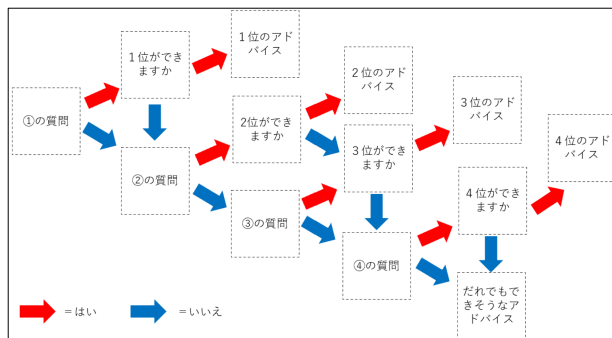 1位のアド
バイス
1位ができ
ますか
2位のアド
バイス
3位のアド
バイス
①の質問
2位ができ
ますか
4位のアド
バイス
3位ができ
ますか
②の質問
4位ができ
ますか
③の質問
④の質問
だれでもで
きそうなア
ドバイス
＝はい
＝いいえ